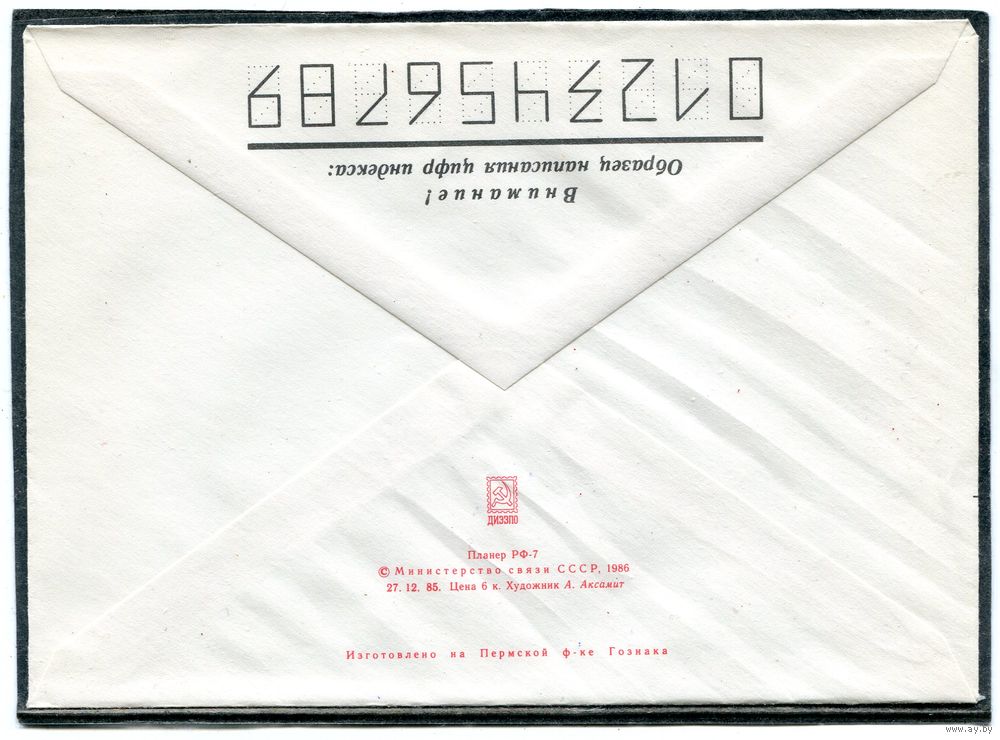 Внимание!
Образец написания цифр индекса:
0123456789
ДИЭЗПО
Планер РФ-7
© Министерство связи СССР, 1986
27. 12. 85. Цена 6 к. Художник А. Аксамит
Изготовлено на Пермской ф-ке Гознака
www.ay.by